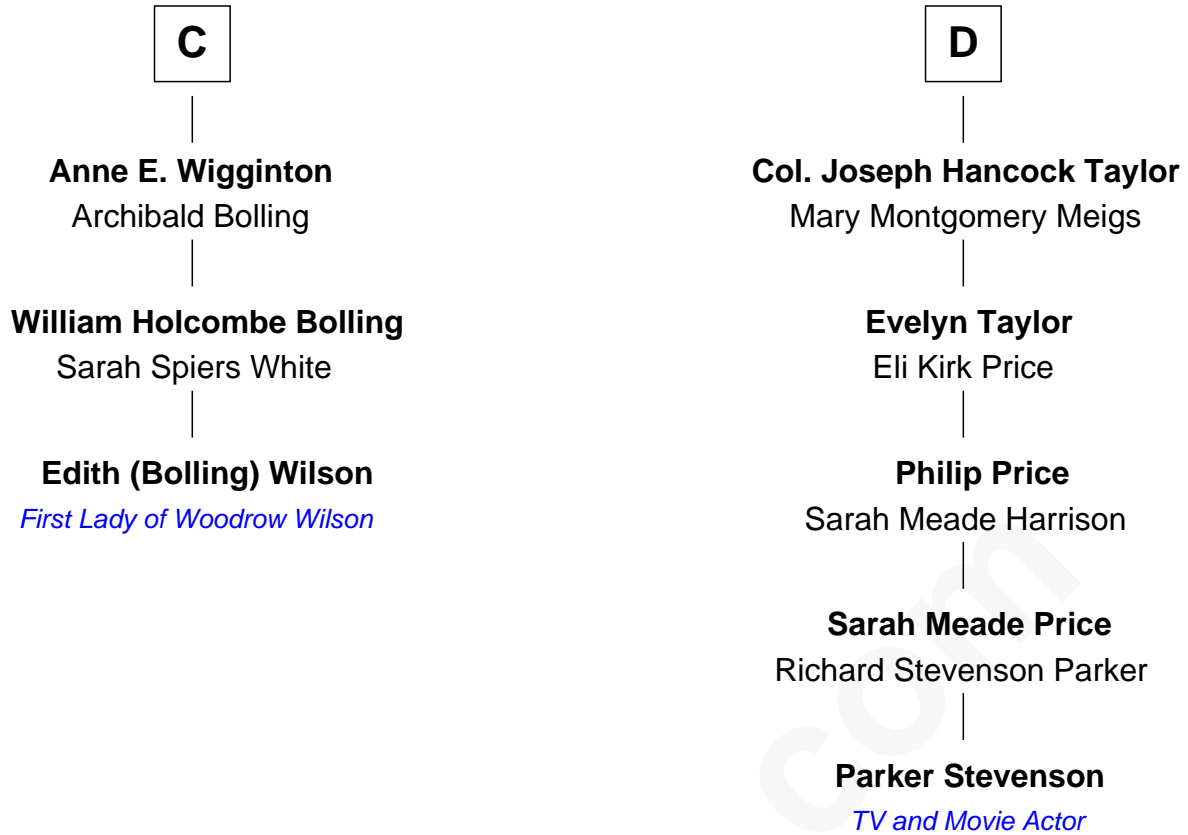 C
Anne E. Wigginton
Archibald Bolling
William Holcombe Bolling
Sarah Spiers White
Edith (Bolling) Wilson
First Lady of Woodrow Wilson
D
Col. Joseph Hancock Taylor
Mary Montgomery Meigs
Evelyn Taylor
Eli Kirk Price
Philip Price
Sarah Meade Harrison
Sarah Meade Price
Richard Stevenson Parker
Parker Stevenson
TV and Movie Actor
com